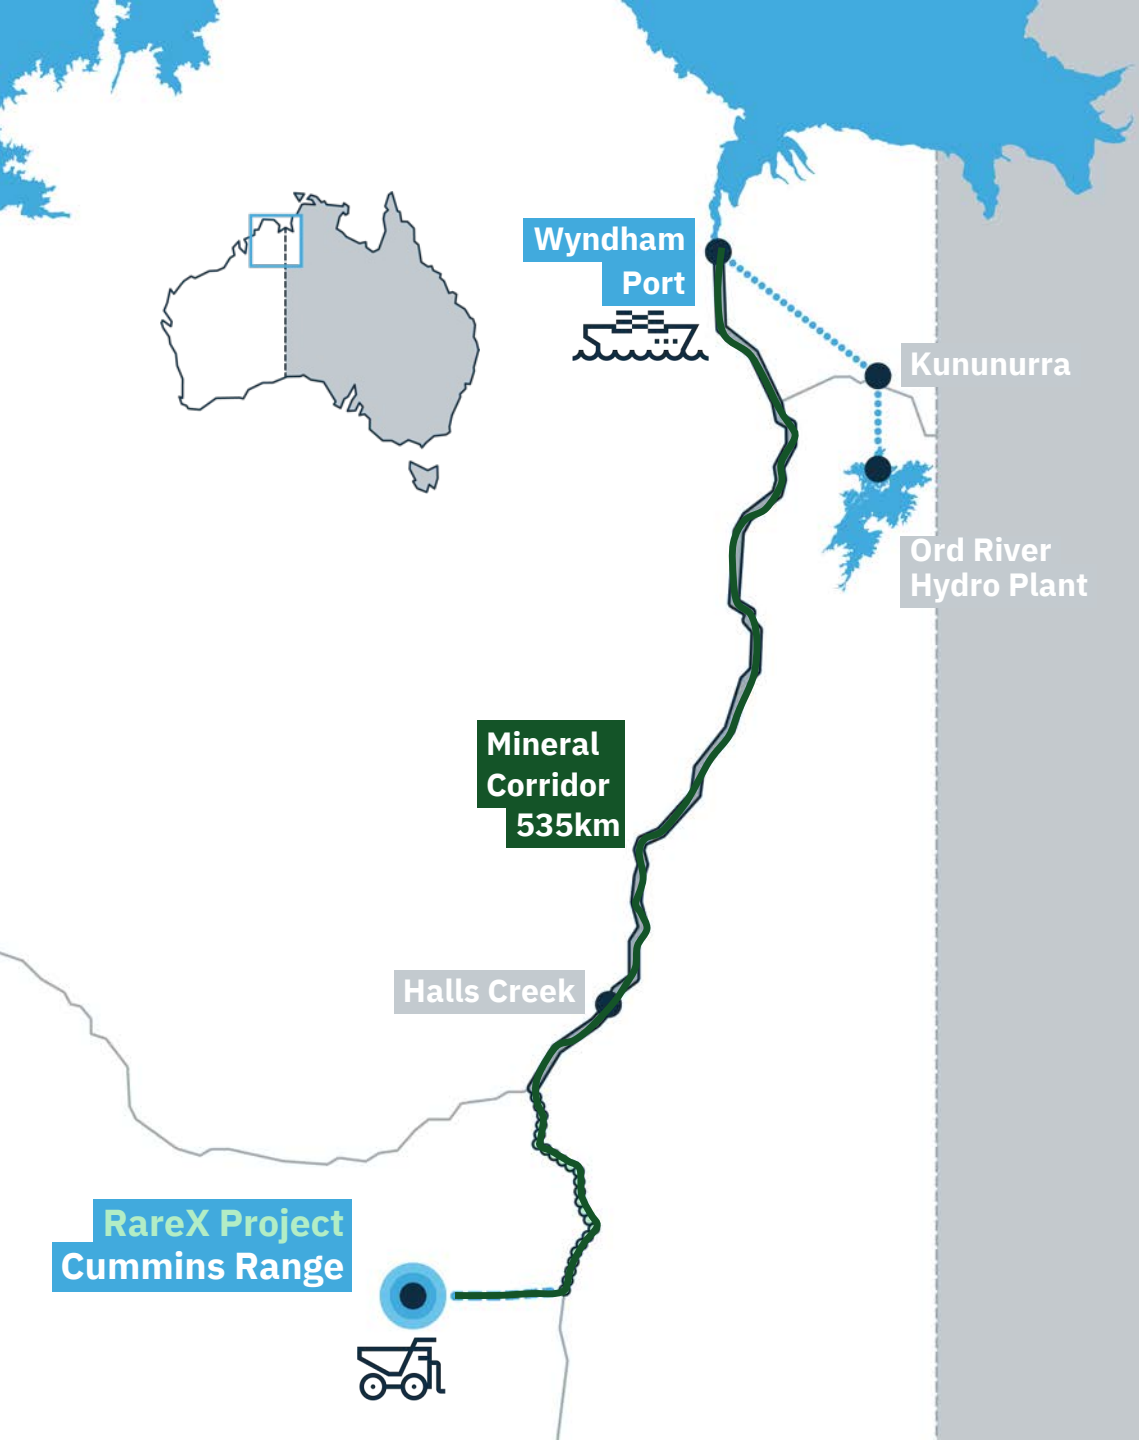 Wyndham
Port
Kununurra
Ord River
Hydro Plant
Mineral
Corridor
535km
Halls Creek
RareX Project
Cummins Range